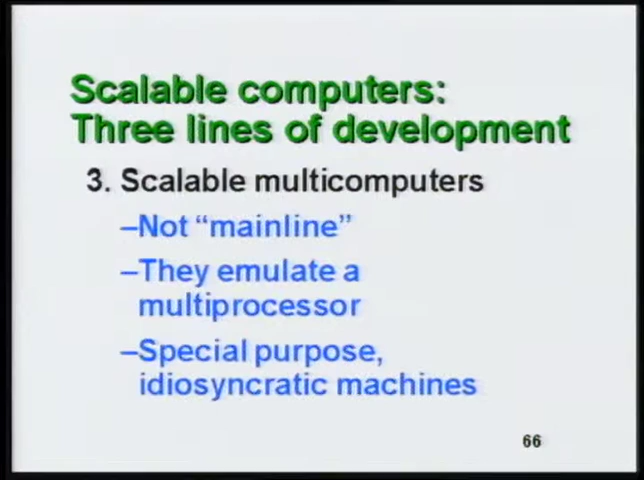 Scalable computers:
Three lines of development
3. Scalable multicomputers
–Not “mainline”
–They emulate a
multiprocessor
–Special purpose,
idiosyncratic machines
66